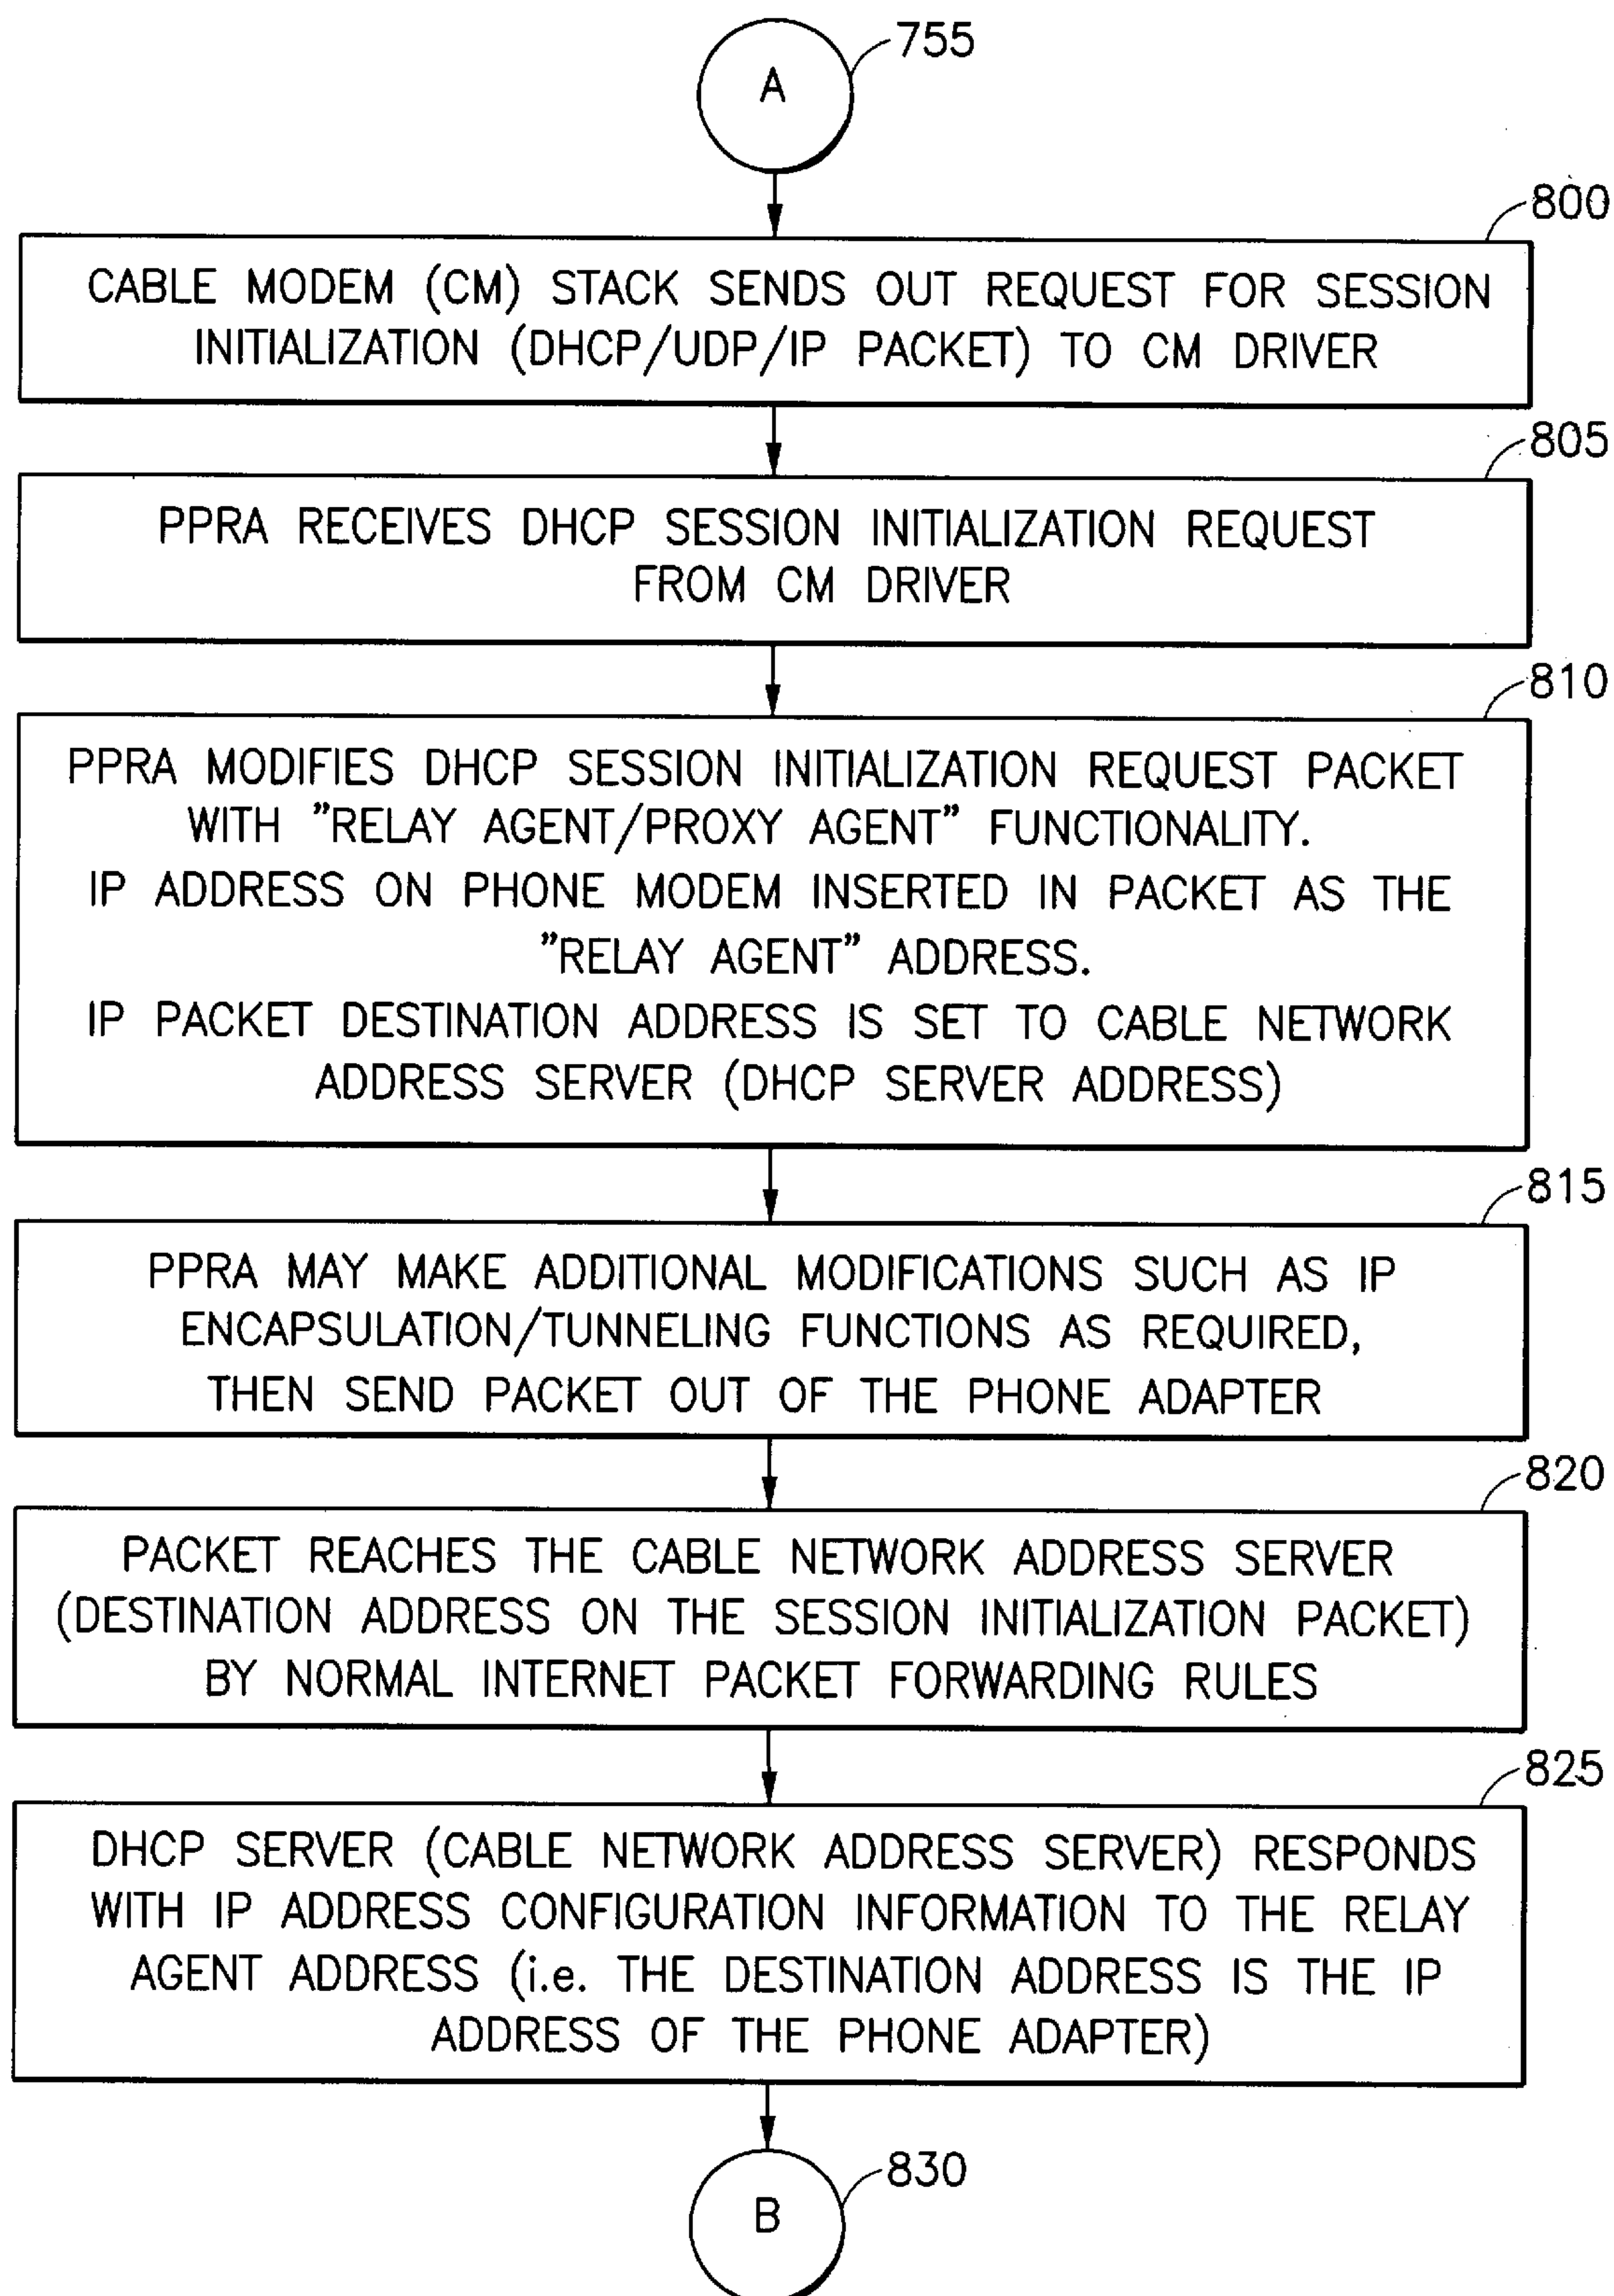 A
755
800
CABLE MODEM (CM) STACK SENDS OUT REQUEST FOR SESSION
INITIALIZATION (DHCP/UDP/IP PACKET) TO CM DRIVER
805
PPRA RECEIVES DHCP SESSION INITIALIZATION REQUEST
FROM CM DRIVER
810
PPRA MODIFIES DHCP SESSION INITIALIZATION REQUEST PACKET
WITH "RELAY AGENT/PROXY AGENT" FUNCTIONALITY.
IP ADDRESS ON PHONE MODEM INSERTED IN PACKET AS THE
"RELAY AGENT" ADDRESS.
IP PACKET DESTINATION ADDRESS IS SET TO CABLE NETWORK
ADDRESS SERVER (DHCP SERVER ADDRESS)
815
PPRA MAY MAKE ADDITIONAL MODIFICATIONS SUCH AS IP
ENCAPSULATION/TUNNELING FUNCTIONS AS REQUIRED,
THEN SEND PACKET OUT OF THE PHONE ADAPTER
820
PACKET REACHES THE CABLE NETWORK ADDRESS SERVER
(DESTINATION ADDRESS ON THE SESSION INITIALIZATION PACKET)
BY NORMAL INTERNET PACKET FORWARDING RULES
825
DHCP SERVER (CABLE NETWORK ADDRESS SERVER) RESPONDS
WITH IP ADDRESS CONFIGURATION INFORMATION TO THE RELAY
AGENT ADDRESS (i.e. THE DESTINATION ADDRESS IS THE IP
ADDRESS OF THE PHONE ADAPTER)
830
B